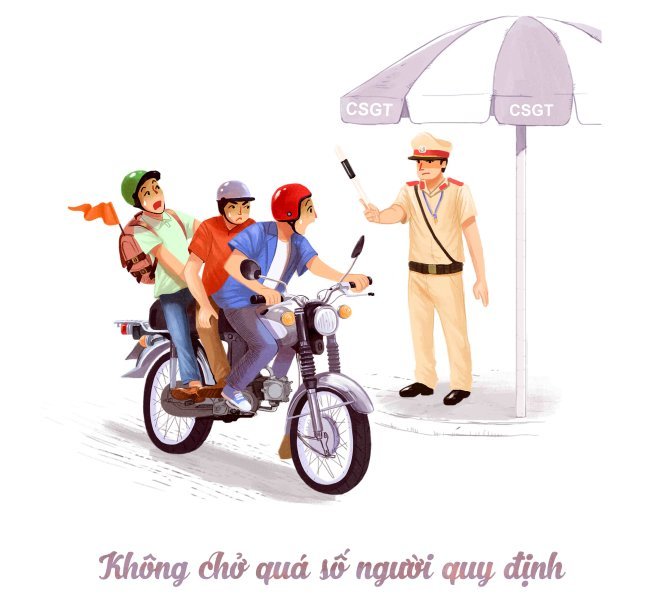 CSGT
CSGT
Không chở quá số người quy định